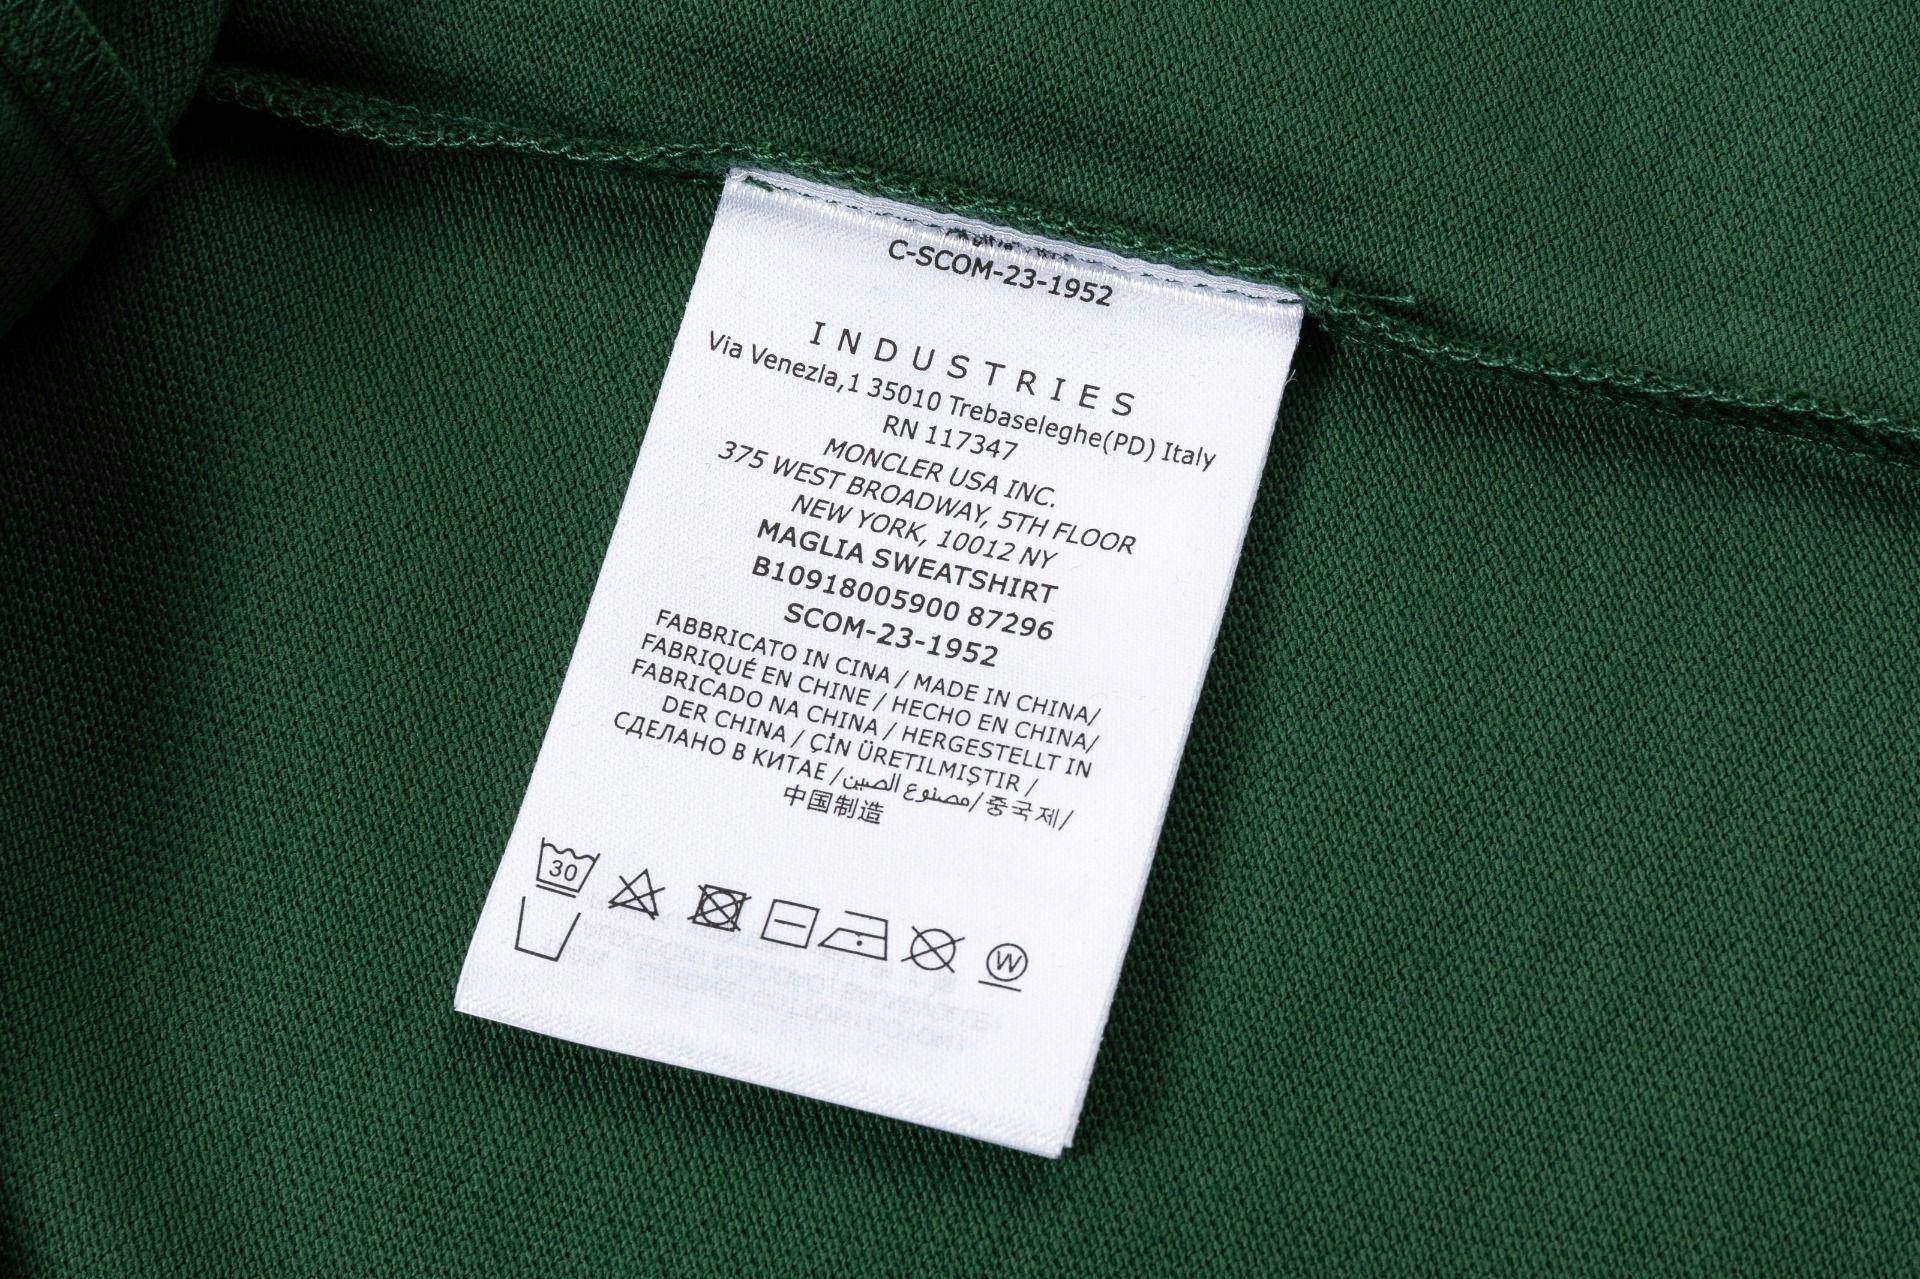 C-SCOM-23-1952
INDUSTRIES
Via Venezla,1 35010 Trebaseleghe(PD) Italy
RN 117347
MONCLER USA INC.
375 WEST BROADWAY, 5TH FLOOR
NEW YORK, 10012 NY
MAGLIA SWEATSHIRT
B10918005900 87296
SCOM-23-1952
FABBRICATO IN CINA / MADE IN CHINA/
FABRIQUÉ EN CHINE / HECHO EN CHINA/
FABRICADO NA CHINA / HERGESTELLT IN
DER CHINA / ÇİN ÜRETILMIŞTIR /
СДЕЛАНО В КИТАЕ /مصنوع الصين/중국제/
中国制造
30
W